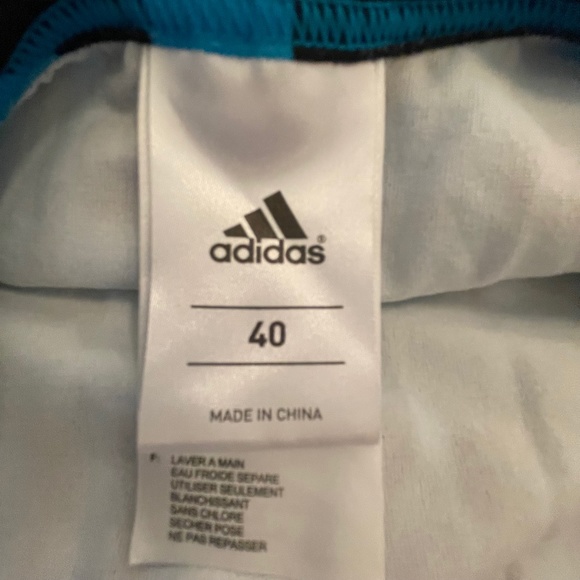 adidas®
40
MADE IN CHINA
F: LAVER A MAIN
EAU FROIDE SEPARE
UTILISER SEULEMENT
BLANCHISSANT
SANS CHLORE
SECHER POSE
NE PAS REPASSER